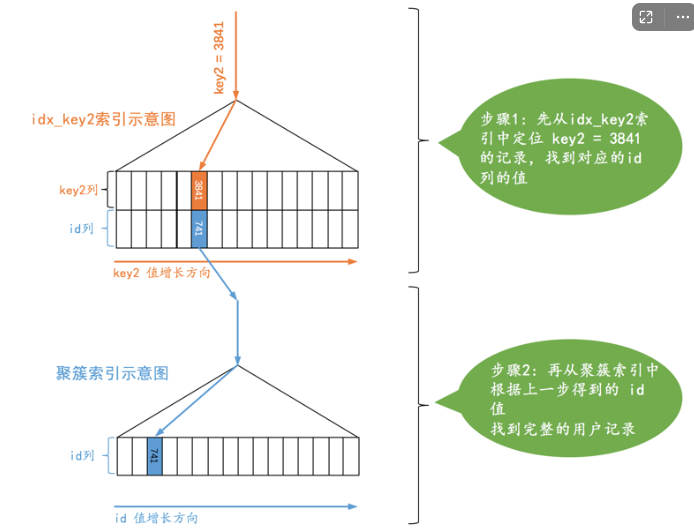 key2 = 3841
idx_key2索引示意图
步骤1：先从idx_key2索
引中定位 key2 = 3841
的记录，找到对应的id
列的值
key2列
3841
id列
741
key2 值增长方向
聚簇索引示意图
步骤2：再从聚簇索引中
根据上一步得到的 id
值
找到完整的用户记录
id列
741
id 值增长方向